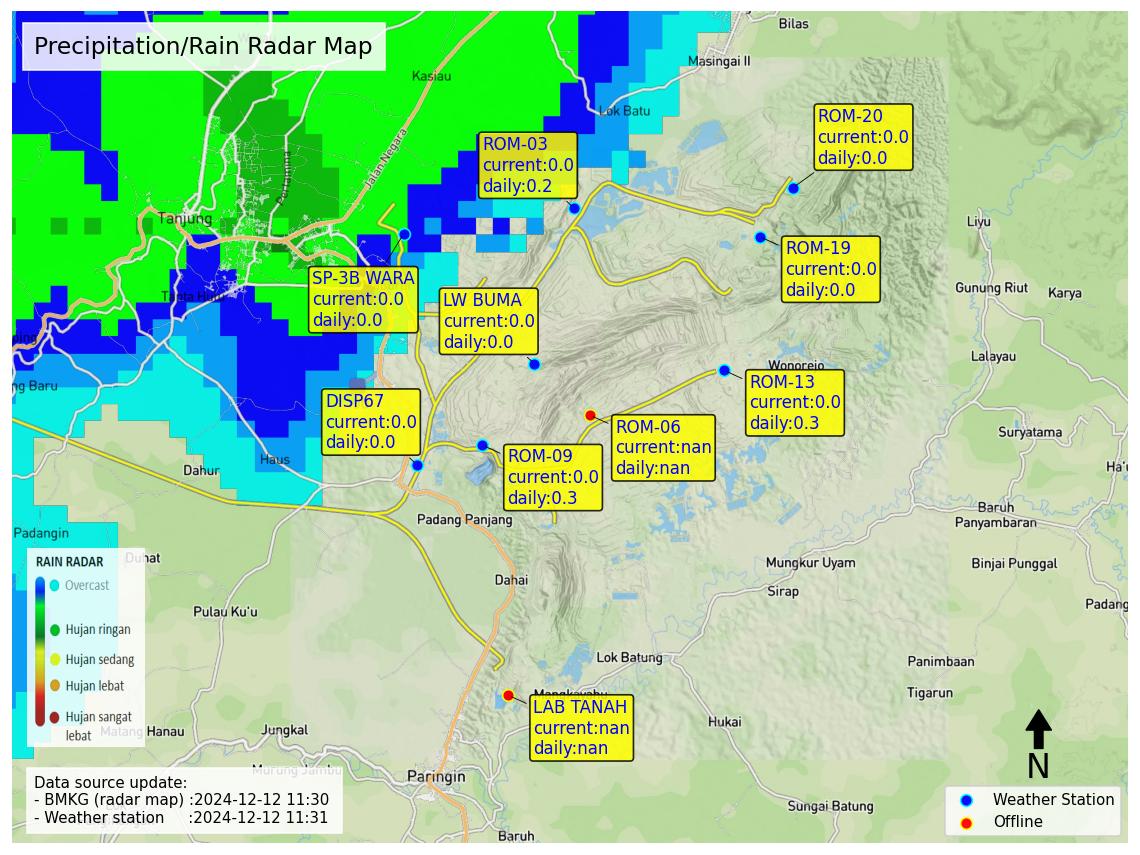 Precipitation/Rain Radar Map
Bilas
Masingai II
Kasiau
Lok Batu
Jalan Negara
Pertamina
Tanjung
Tanta Hulu
ROM-03
current:0.0
daily:0.2
ROM-20
current:0.0
daily:0.0
ROM-19
current:0.0
daily:0.0
SP-3B WARA
current:0.0
daily:0.0
LW BUMA
current:0.0
daily:0.0
Liyu
Gunung Riut
Karya
Lalayau
Wonorejo
ROM-13
current:0.0
daily:0.3
DISP67
current:0.0
daily:0.0
ROM-06
current:nan
daily:nan
ROM-09
current:0.0
daily:0.3
ping
ng Baru
Dahur
Haus
Suryatama
Ha'u
Padang Panjang
Baruh
Panyambaran
Padangin
Duhat
Dahai
Mungkur Uyam
Binjai Punggal
Sirap
Padang
Pulau Ku'u
RAIN RADAR
Overcast
Hujan ringan
Hujan sedang
Hujan lebat
Hujan sangat
lebat
Lok Batung
Panimbaan
Tigarun
Mangkayahu
LAB TANAH
current:nan
daily:nan
Matang Hanau
Jungkal
Hukai
Murung Jambu
Paringin
Sungai Batung
Baruh
Data source update:
- BMKG (radar map) :2024-12-12 11:30
- Weather station :2024-12-12 11:31
N
Weather Station
Offline